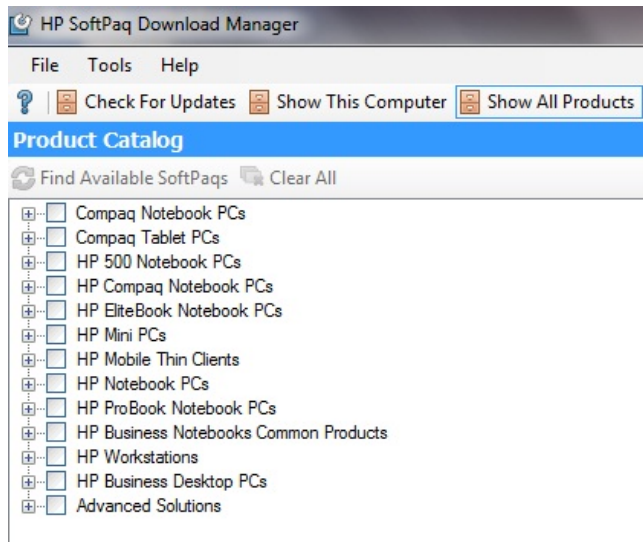 HP SoftPaq Download Manager
File Tools Help
Check For Updates Show This Computer Show All Products
Product Catalog
Find Available SoftPaqs Clear All
Compaq Notebook PCs
Compaq Tablet PCs
HP 500 Notebook PCs
HP Compaq Notebook PCs
HP EliteBook Notebook PCs
HP Mini PCs
HP Mobile Thin Clients
HP Notebook PCs
HP ProBook Notebook PCs
HP Business Notebooks Common Products
HP Workstations
HP Business Desktop PCs
Advanced Solutions